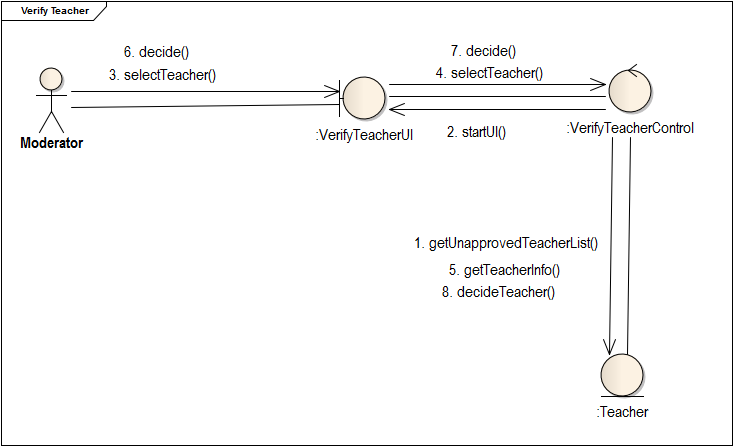 Verify Teacher
6. decide()
3. selectTeacher()
7. decide()
4. selectTeacher()
2. startUI()
Moderator
:VerifyTeacherUI
:VerifyTeacherControl
1. getUnapprovedTeacherList()
5. getTeacherInfo()
8. decideTeacher()
:Teacher